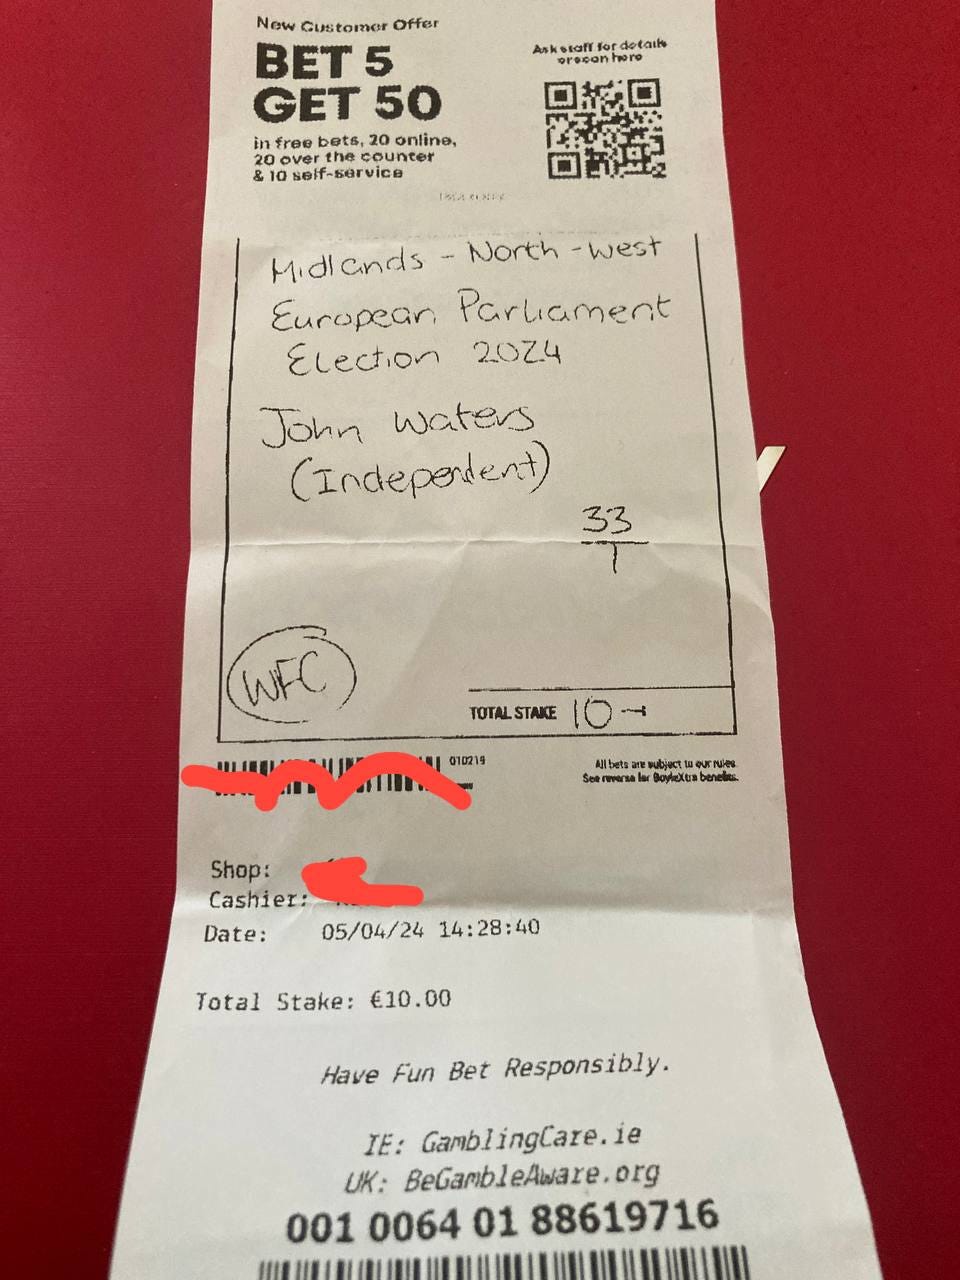 New Customer Offer
BET 5
GET 50
in free bets, 20 online,
20 over the counter
& 10 self-service
Ask staff for details
or scan here
Midlands - North - West
European Parliament
Election 2024
John Waters
(Independent)
33
1
WFC
TOTAL STAKE 10 -
010219
All bets are subject to our rules.
See reverse for BoyleXtra benefits.
Shop:
Cashier:
Date: 05/04/24 14:28:40
Total Stake: €10.00
Have Fun Bet Responsibly.
IE: GamblingCare.ie
UK: BeGambleAware.org
001 0064 01 88619716